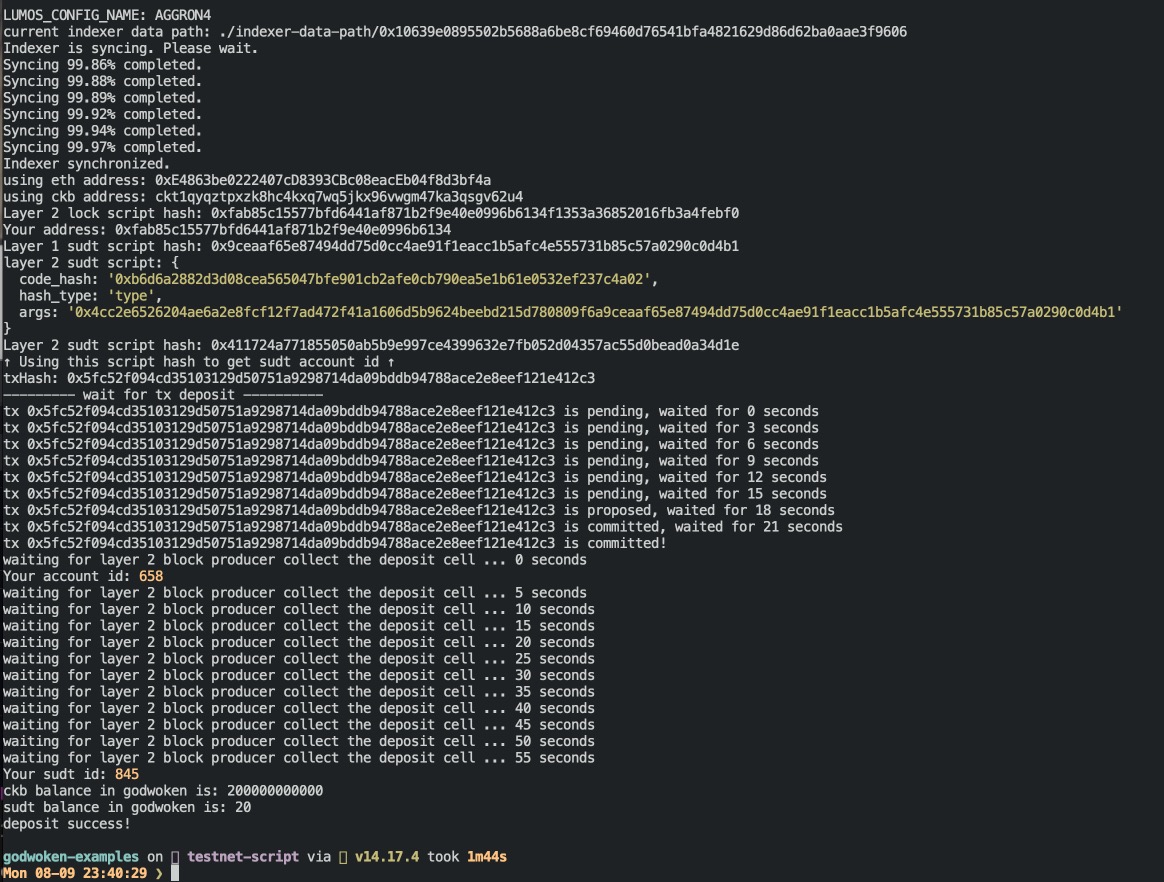 LUMOS_CONFIG_NAME: AGGRON4
current indexer data path: ./indexer-data-path/0x10639e0895502b5688a6be8cf69460d76541bfa4821629d86d62ba0aae3f9606
Indexer is syncing. Please wait.
Syncing 99.86% completed.
Syncing 99.88% completed.
Syncing 99.89% completed.
Syncing 99.92% completed.
Syncing 99.94% completed.
Syncing 99.97% completed.
Indexer synchronized.
using eth address: 0xE4863be0222407cD8393CBc08eacEb04f8d3bf4a
using ckb address: ckt1qyqztpxzk8hc4kxq7wq5jkx96vwgm47ka3qsgv62u4
Layer 2 lock script hash: 0xfab85c15577bfd6441af871b2f9e40e0996b6134f1353a36852016fb3a4febf0
Your address: 0xfab85c15577bfd6441af871b2f9e40e0996b6134
Layer 1 sudt script hash: 0x9ceaaf65e87494dd75d0cc4ae91f1eacc1b5afc4e555731b85c57a0290c0d4b1
layer 2 sudt script: {
  code_hash: '0xb6d6a2882d3d08cea565047bfe901cb2afe0cb790ea5e1b61e0532ef237c4a02',
  hash_type: 'type',
  args: '0x4cc2e6526204ae6a2e8fcf12f7ad472f41a1606d5b9624beebd215d780809f6a9ceaaf65e87494dd75d0cc4ae91f1eacc1b5afc4e555731b85c57a0290c0d4b1'
}
Layer 2 sudt script hash: 0x411724a771855050ab5b9e997ce4399632e7fb052d04357ac55d0bead0a34d1e
↑ Using this script hash to get sudt account id ↑
txHash: 0x5fc52f094cd35103129d50751a9298714da09bddb94788ace2e8eef121e412c3
--------- wait for tx deposit ----------
tx 0x5fc52f094cd35103129d50751a9298714da09bddb94788ace2e8eef121e412c3 is pending, waited for 0 seconds
tx 0x5fc52f094cd35103129d50751a9298714da09bddb94788ace2e8eef121e412c3 is pending, waited for 3 seconds
tx 0x5fc52f094cd35103129d50751a9298714da09bddb94788ace2e8eef121e412c3 is pending, waited for 6 seconds
tx 0x5fc52f094cd35103129d50751a9298714da09bddb94788ace2e8eef121e412c3 is pending, waited for 9 seconds
tx 0x5fc52f094cd35103129d50751a9298714da09bddb94788ace2e8eef121e412c3 is pending, waited for 12 seconds
tx 0x5fc52f094cd35103129d50751a9298714da09bddb94788ace2e8eef121e412c3 is pending, waited for 15 seconds
tx 0x5fc52f094cd35103129d50751a9298714da09bddb94788ace2e8eef121e412c3 is proposed, waited for 18 seconds
tx 0x5fc52f094cd35103129d50751a9298714da09bddb94788ace2e8eef121e412c3 is committed, waited for 21 seconds
tx 0x5fc52f094cd35103129d50751a9298714da09bddb94788ace2e8eef121e412c3 is committed!
waiting for layer 2 block producer collect the deposit cell ... 0 seconds
Your account id: 658
waiting for layer 2 block producer collect the deposit cell ... 5 seconds
waiting for layer 2 block producer collect the deposit cell ... 10 seconds
waiting for layer 2 block producer collect the deposit cell ... 15 seconds
waiting for layer 2 block producer collect the deposit cell ... 20 seconds
waiting for layer 2 block producer collect the deposit cell ... 25 seconds
waiting for layer 2 block producer collect the deposit cell ... 30 seconds
waiting for layer 2 block producer collect the deposit cell ... 35 seconds
waiting for layer 2 block producer collect the deposit cell ... 40 seconds
waiting for layer 2 block producer collect the deposit cell ... 45 seconds
waiting for layer 2 block producer collect the deposit cell ... 50 seconds
waiting for layer 2 block producer collect the deposit cell ... 55 seconds
Your sudt id: 845
ckb balance in godwoken is: 200000000000
sudt balance in godwoken is: 20
deposit success!
godwoken-examples on testnet-script via v14.17.4 took 1m44s
Mon 08-09 23:40:29 ❯